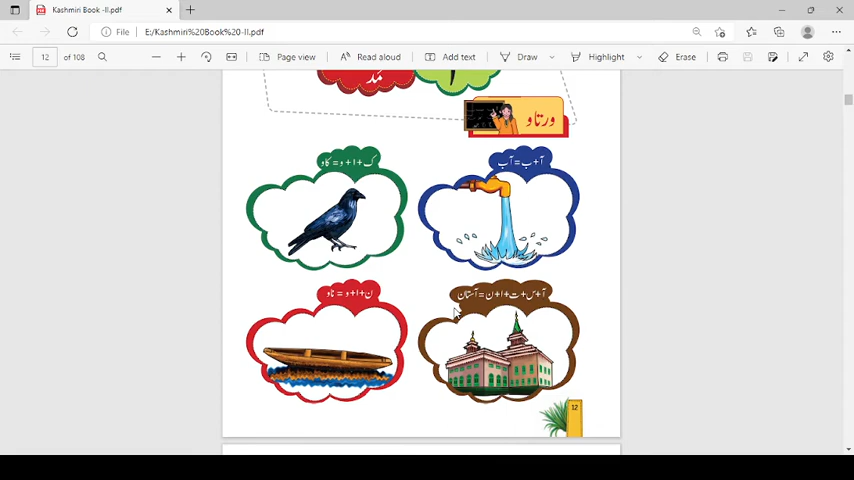 Kashmiri Book -II.pdf
File
E:/Kashmiri%20Book%20-II.pdf
12
of 108
Page view
Read aloud
Add text
Draw
Highlight
Erase
مَد
ورتاو
آ+ب=آب
ک+ا+و=کاو
آ+س+ت+ا+ن=آستان
ن+ا+و=ناو
12